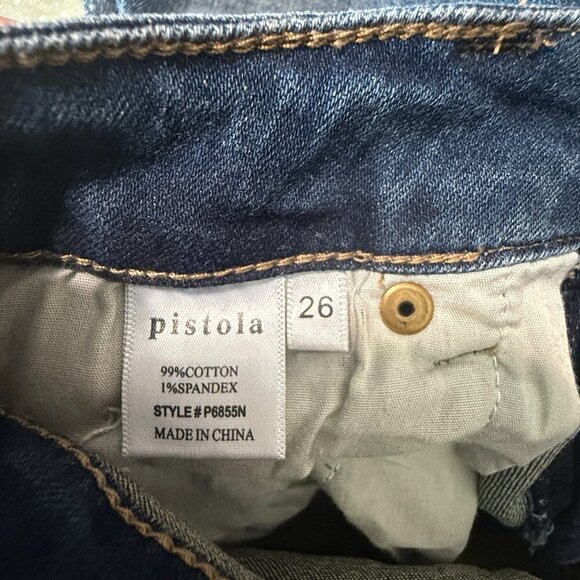 pistola
26
99%COTTON
1%SPANDEX
STYLE # P6855N
MADE IN CHINA